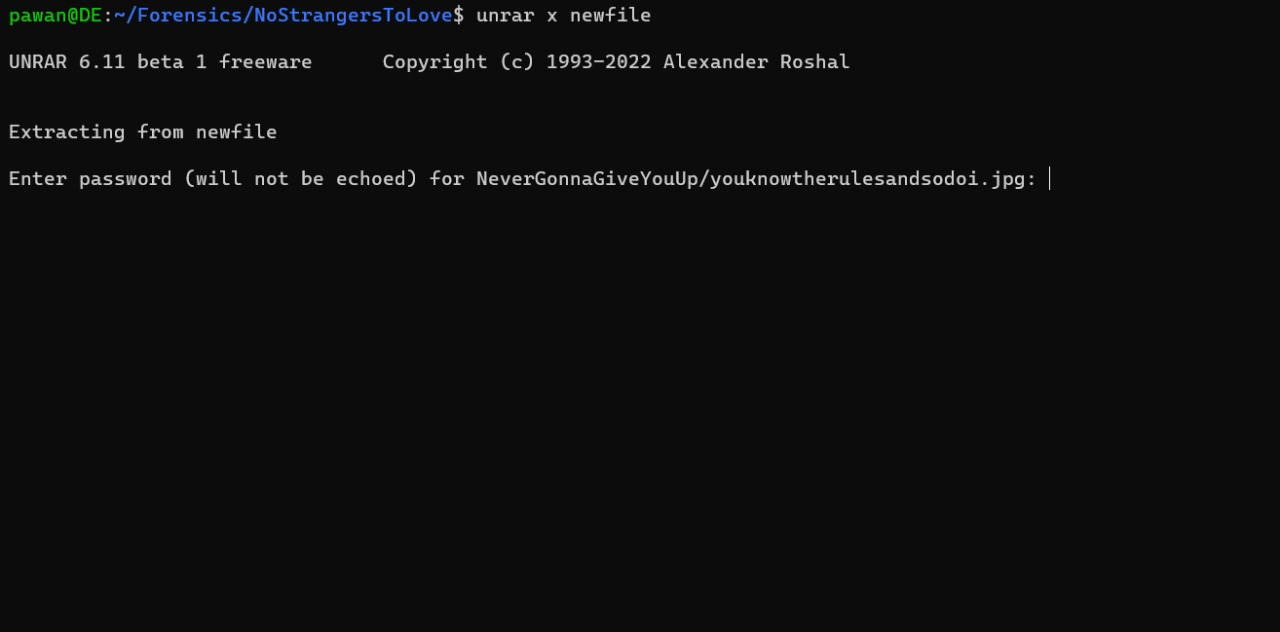 pawan@DE:~/Forensics/NoStrangersToLove$ unrar x newfile
UNRAR 6.11 beta 1 freeware      Copyright (c) 1993-2022 Alexander Roshal
Extracting from newfile
Enter password (will not be echoed) for NeverGonnaGiveYouUp/youknowtherulesandsodoi.jpg: